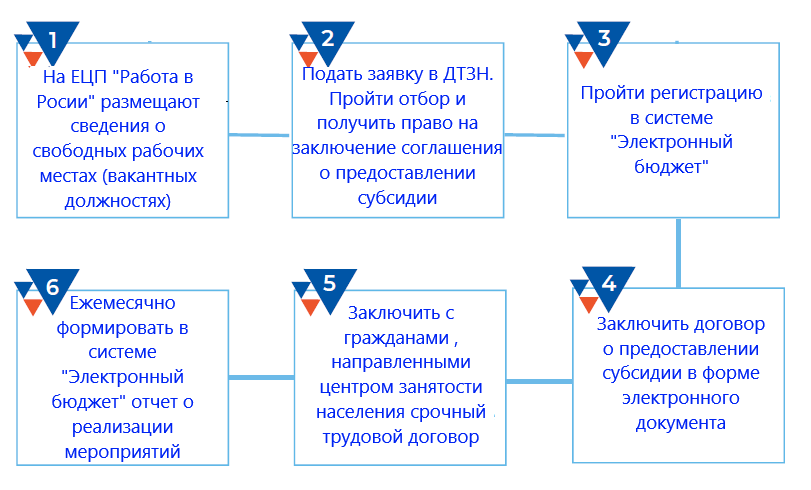 1
На ЕЦП "Работа в
Росии" размещают
сведения о
свободных рабочих
местах (вакантных
должностях)
2
Подать заявку в ДТЗН.
Пройти отбор и
получить право на
заключение соглашения
о предоставлении
субсидии
3
Пройти регистрацию
в системе
"Электронный
бюджет"
4
Заключить договор
о предоставлении
субсидии в форме
электронного
документа
5
Заключить с
гражданами ,
направленными
центром занятости
населения срочный
трудовой договор
6
Ежемесячно
формировать в
системе
"Электронный
бюджет" отчет о
реализации
мероприятий